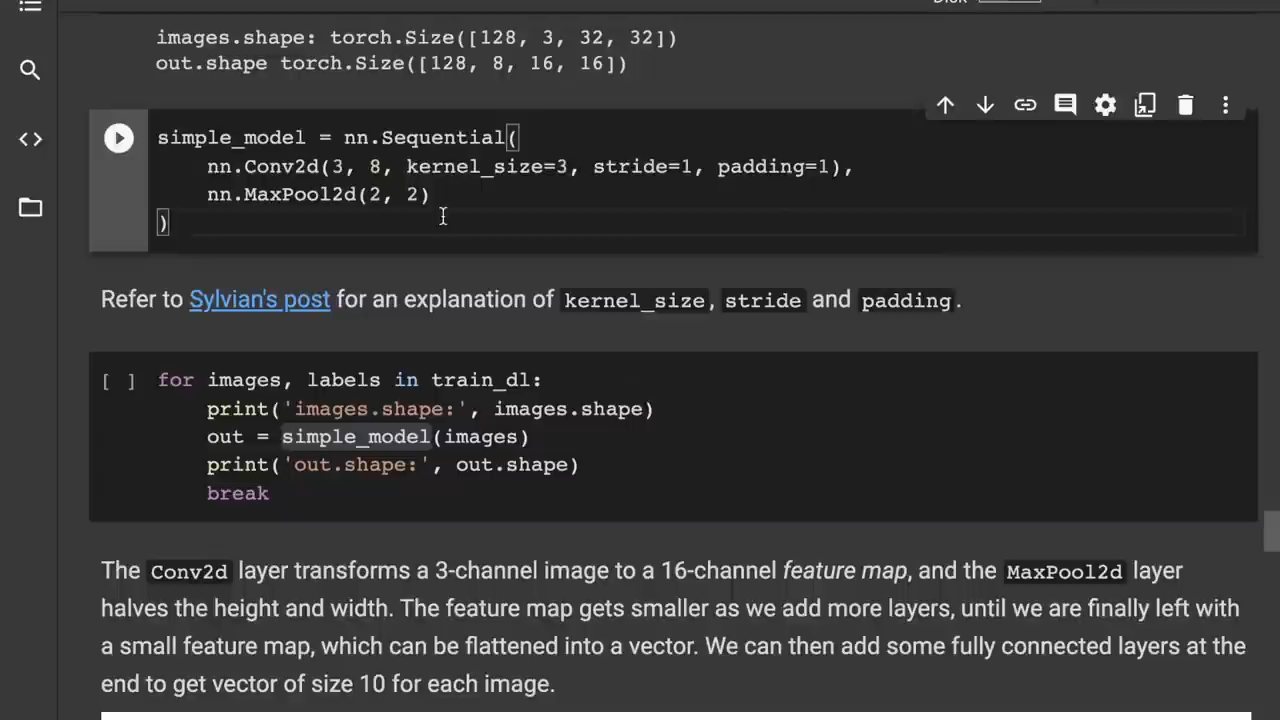 images.shape: torch.Size([128, 3, 32, 32])
out.shape torch.Size([128, 8, 16, 16])
simple_model = nn.Sequential(
nn.Conv2d(3, 8, kernel_size=3, stride=1, padding=1),
nn.MaxPool2d(2, 2)
)
Refer to Sylvian's post for an explanation of kernel_size, stride and padding.
[ ] for images, labels in train_dl:
print('images.shape:', images.shape)
out = simple_model(images)
print('out.shape:', out.shape)
break
The Conv2d layer transforms a 3-channel image to a 16-channel feature map, and the MaxPool2d layer
halves the height and width. The feature map gets smaller as we add more layers, until we are finally left with
a small feature map, which can be flattened into a vector. We can then add some fully connected layers at the
end to get vector of size 10 for each image.